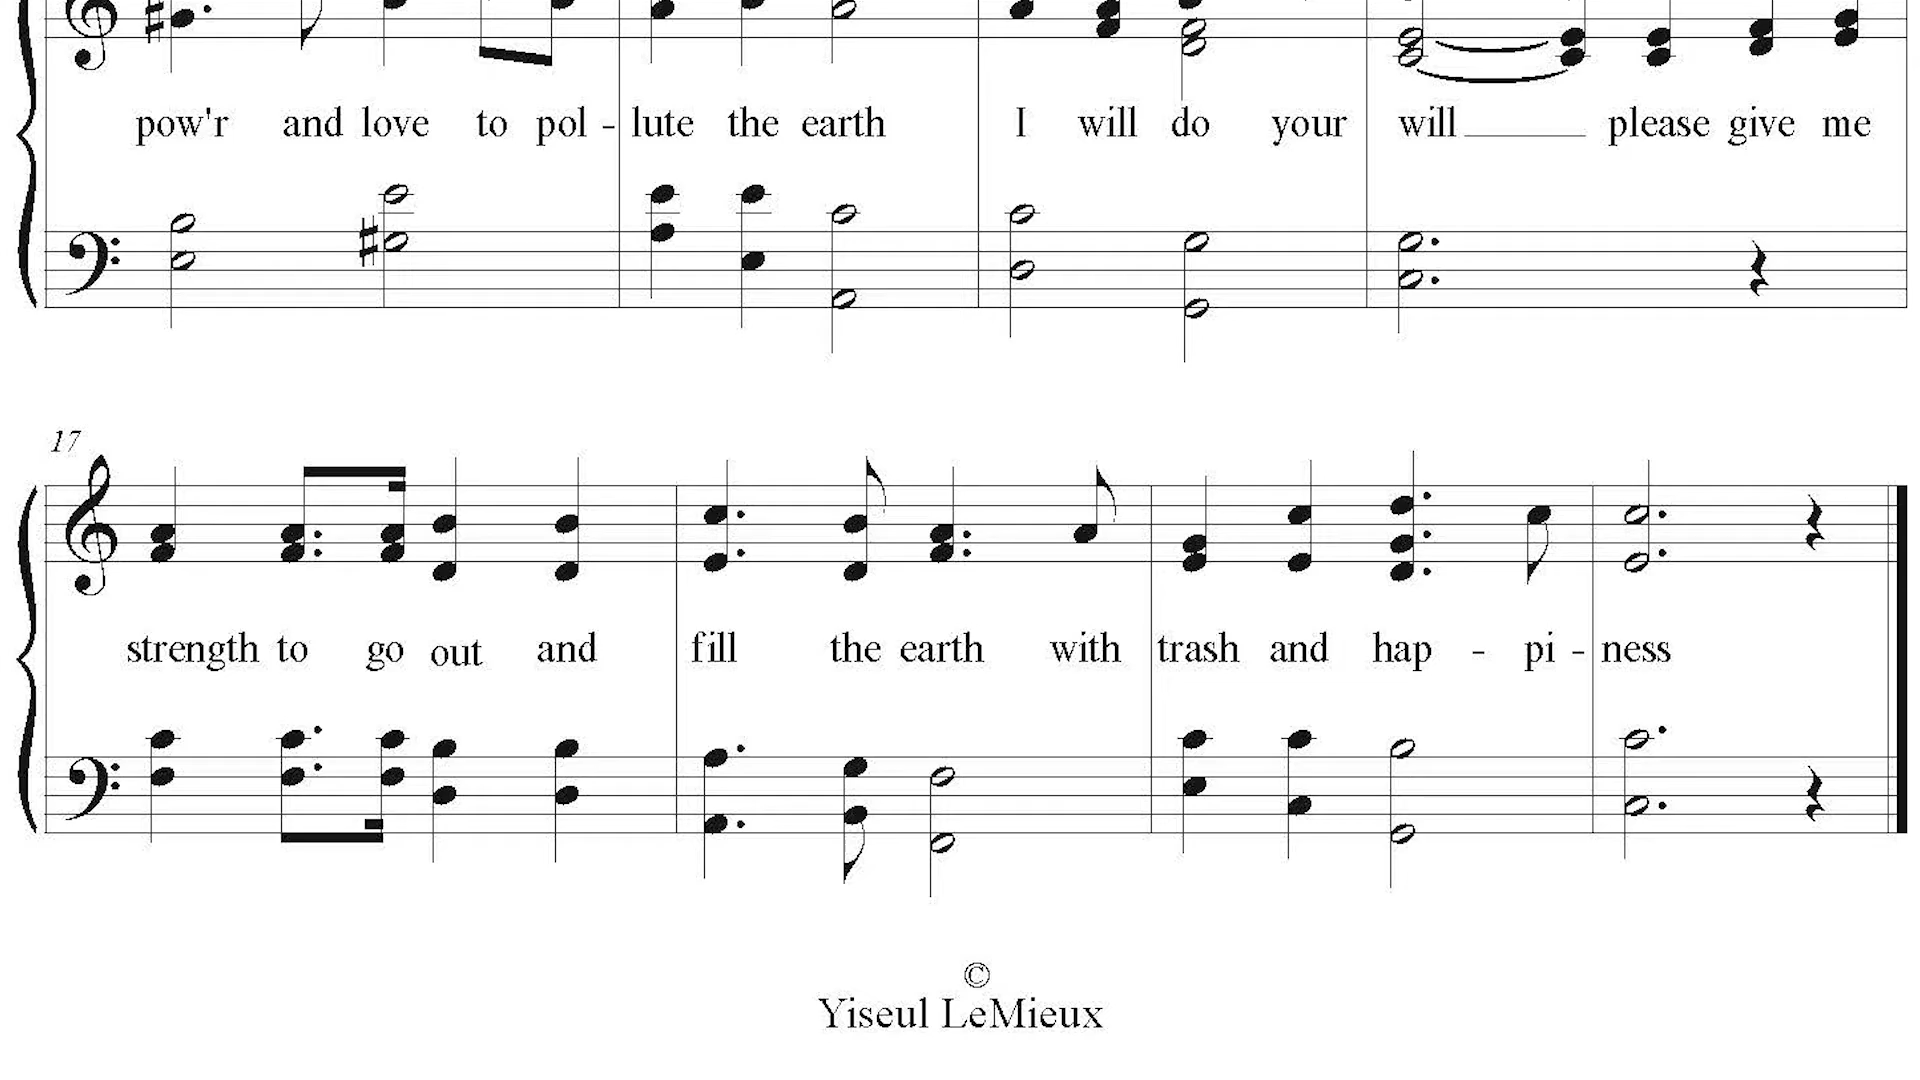 pow'r and love to pol - lute the earth I will do your will please give me
17
strength to go out and fill the earth with trash and hap - pi - ness
©
Yiseul LeMieux